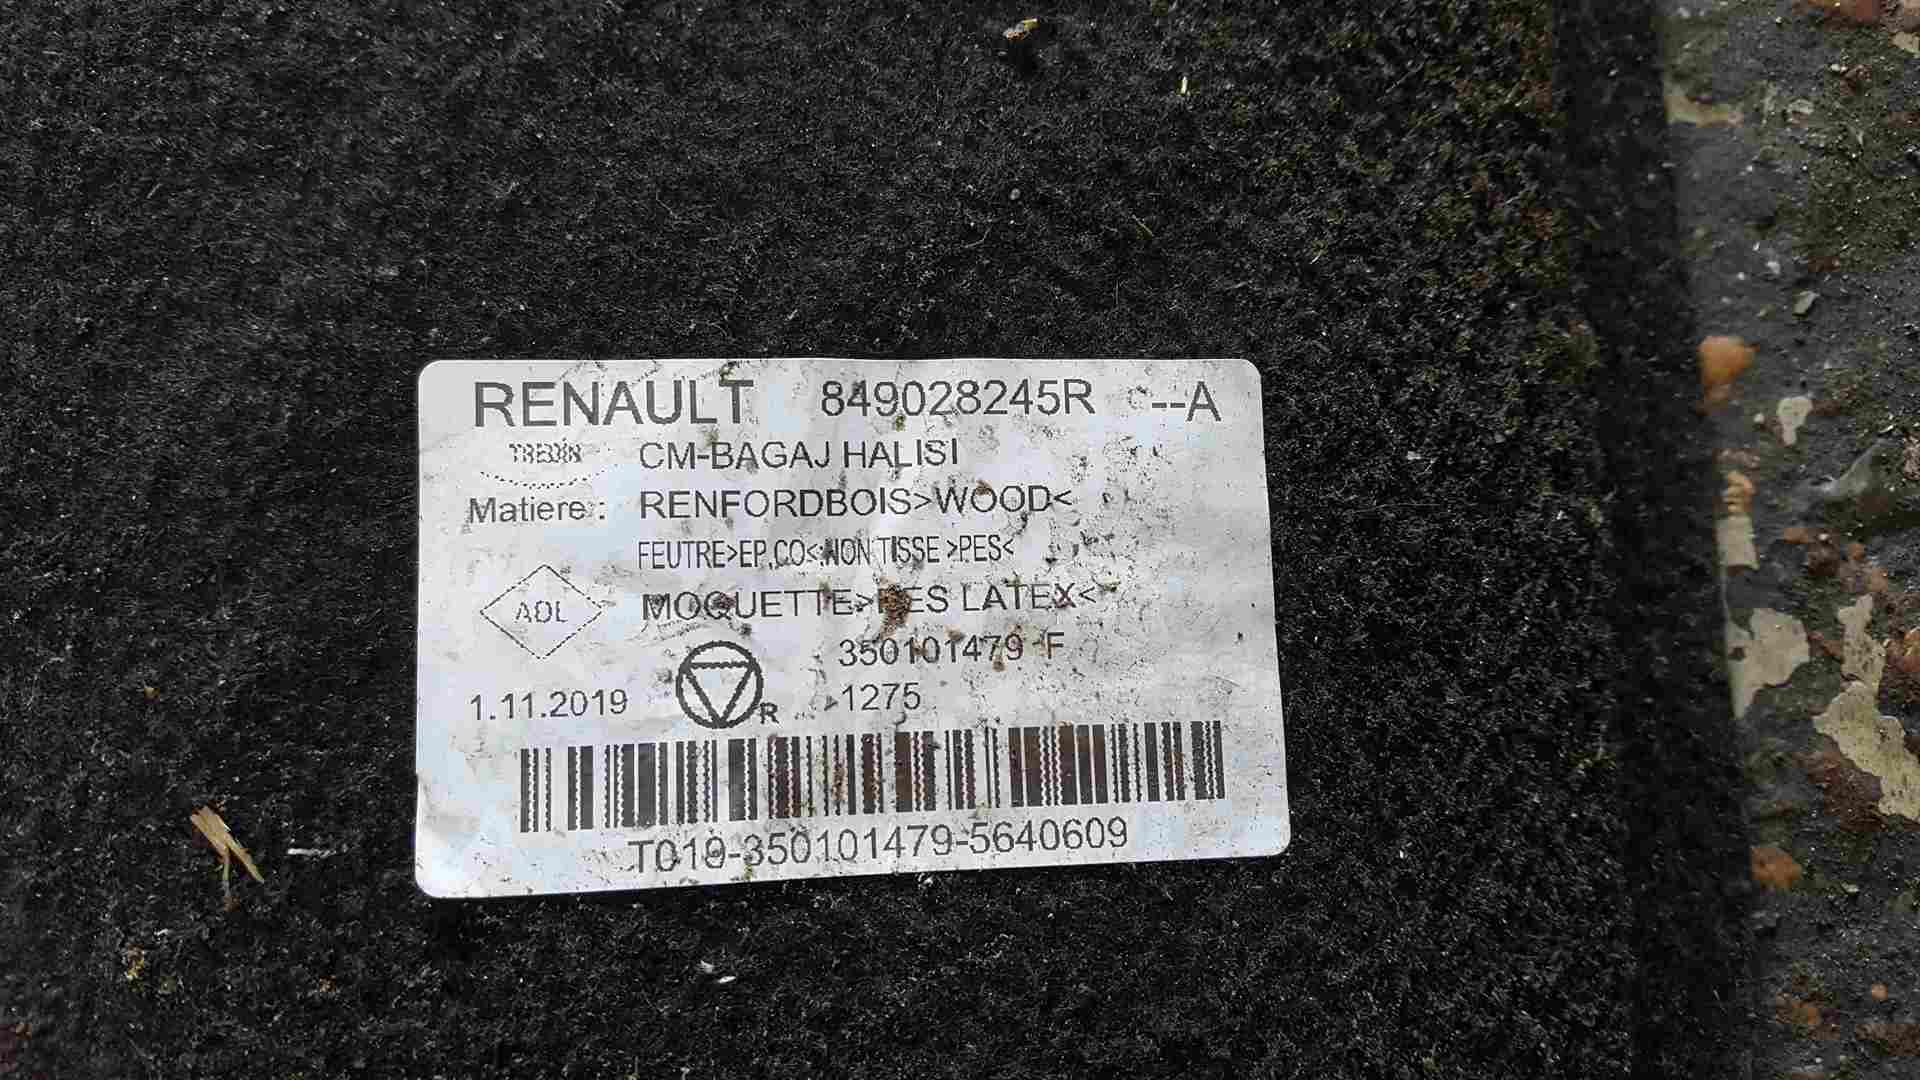 RENAULT 849028245R --A
CM-BAGAJ HALISI
Matiere : RENFORDBOIS>WOOD<
FEUTRE>EP,CO<;NON TISSE >PES<
AOL MOQUETTE>PES LATEX<
350101479 F
1.11.2019 R 1275
T019-350101479-5640609